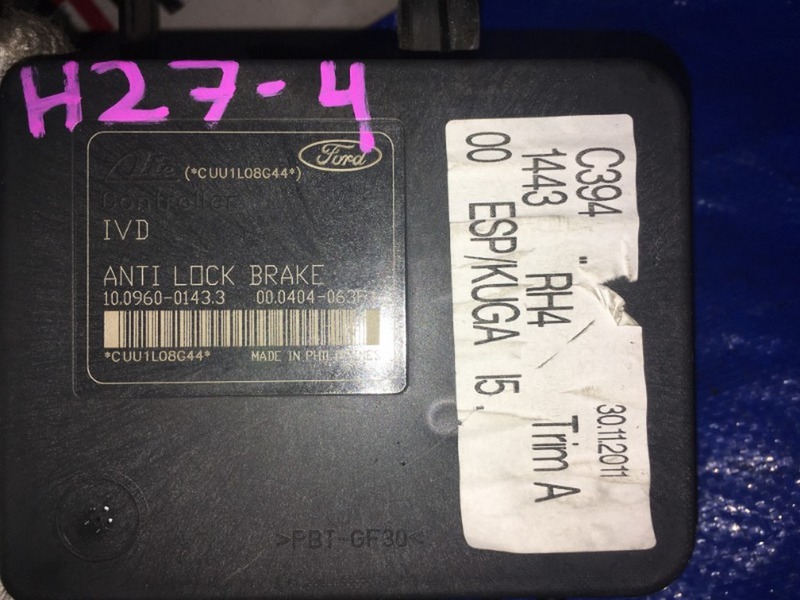 H27-4
Ate (*CUU1L08G44*) Ford
Controller
IVD
ANTI LOCK BRAKE
10.0960-0143.3
*CUU1L08G44* MADE IN PHILIPPINES
>PBT-GF30<
C394
1443 RH4 30.11.2011
00 ESP/KUGA I5. Trim A